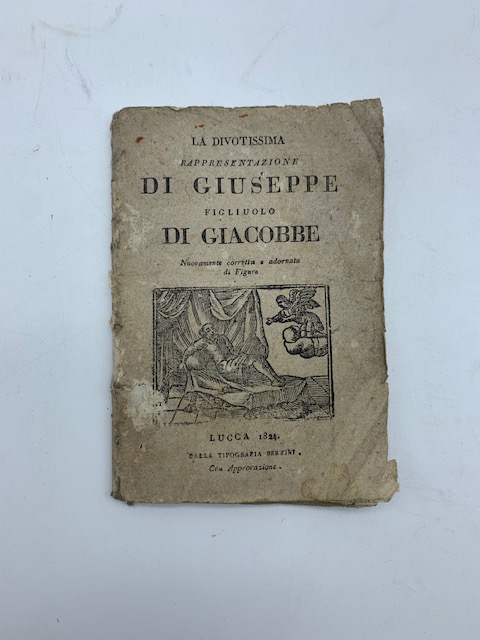 LA DIVOTISSIMA
RAPPRESENTAZIONE
DI GIUSEPPE
FIGLIUOLO
DI GIACOBBE
Nuovamente corretta e adornata
di Figure
LUCCA 1824.
DALLA TIPOGRAFIA BERTINI.
Con Approvazione.